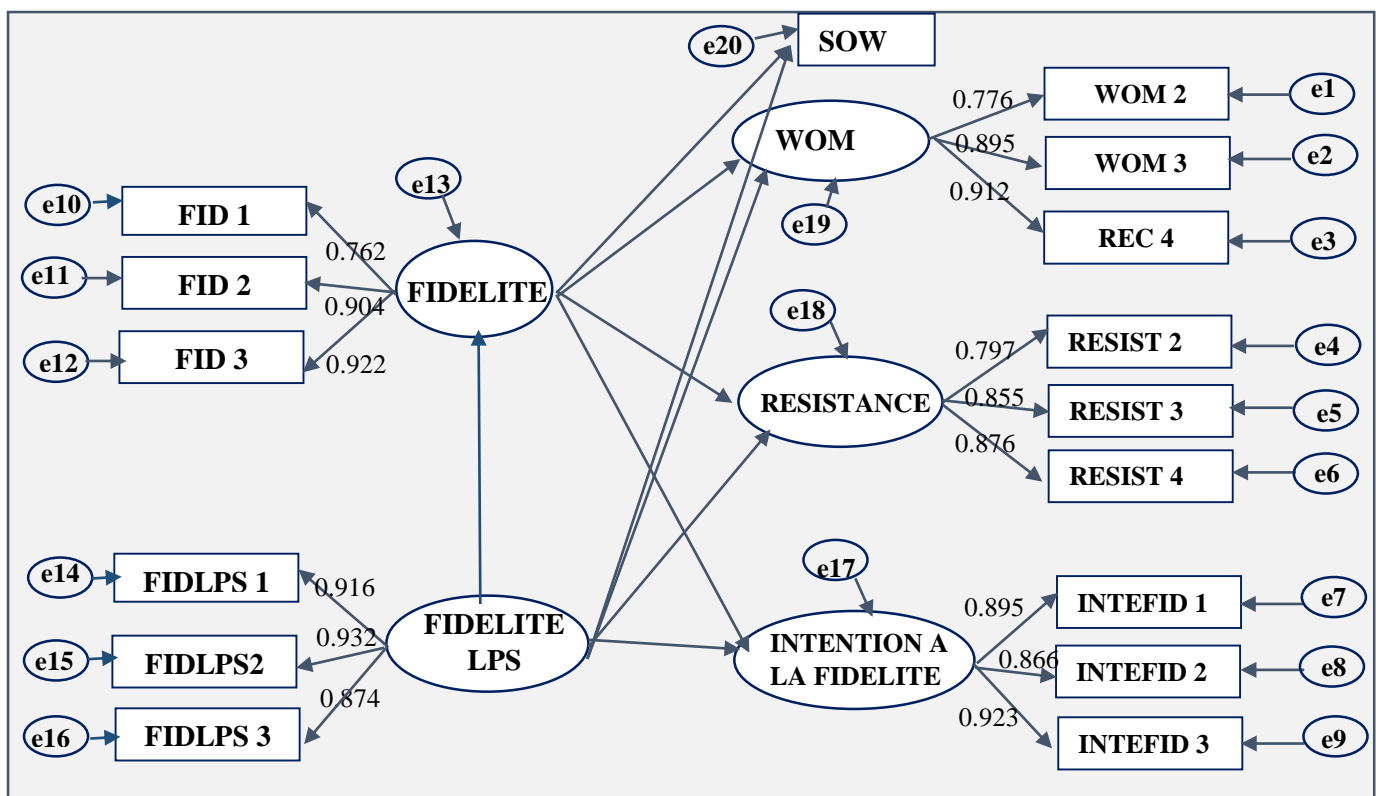 e20
SOW
WOM
e19
0.776
WOM 2
e1
0.895
WOM 3
e2
0.912
REC 4
e3
e13
e10
FID 1
0.762
e11
FID 2
0.904
e12
FID 3
0.922
FIDELITE
e18
RESISTANCE
0.797
RESIST 2
e4
0.855
RESIST 3
e5
0.876
RESIST 4
e6
e14
FIDLPS 1
0.916
e15
FIDLPS2
0.932
e16
FIDLPS 3
0.874
FIDELITE
LPS
e17
INTENTION A
LA FIDELITE
0.895
INTEFID 1
e7
0.866
INTEFID 2
e8
0.923
INTEFID 3
e9